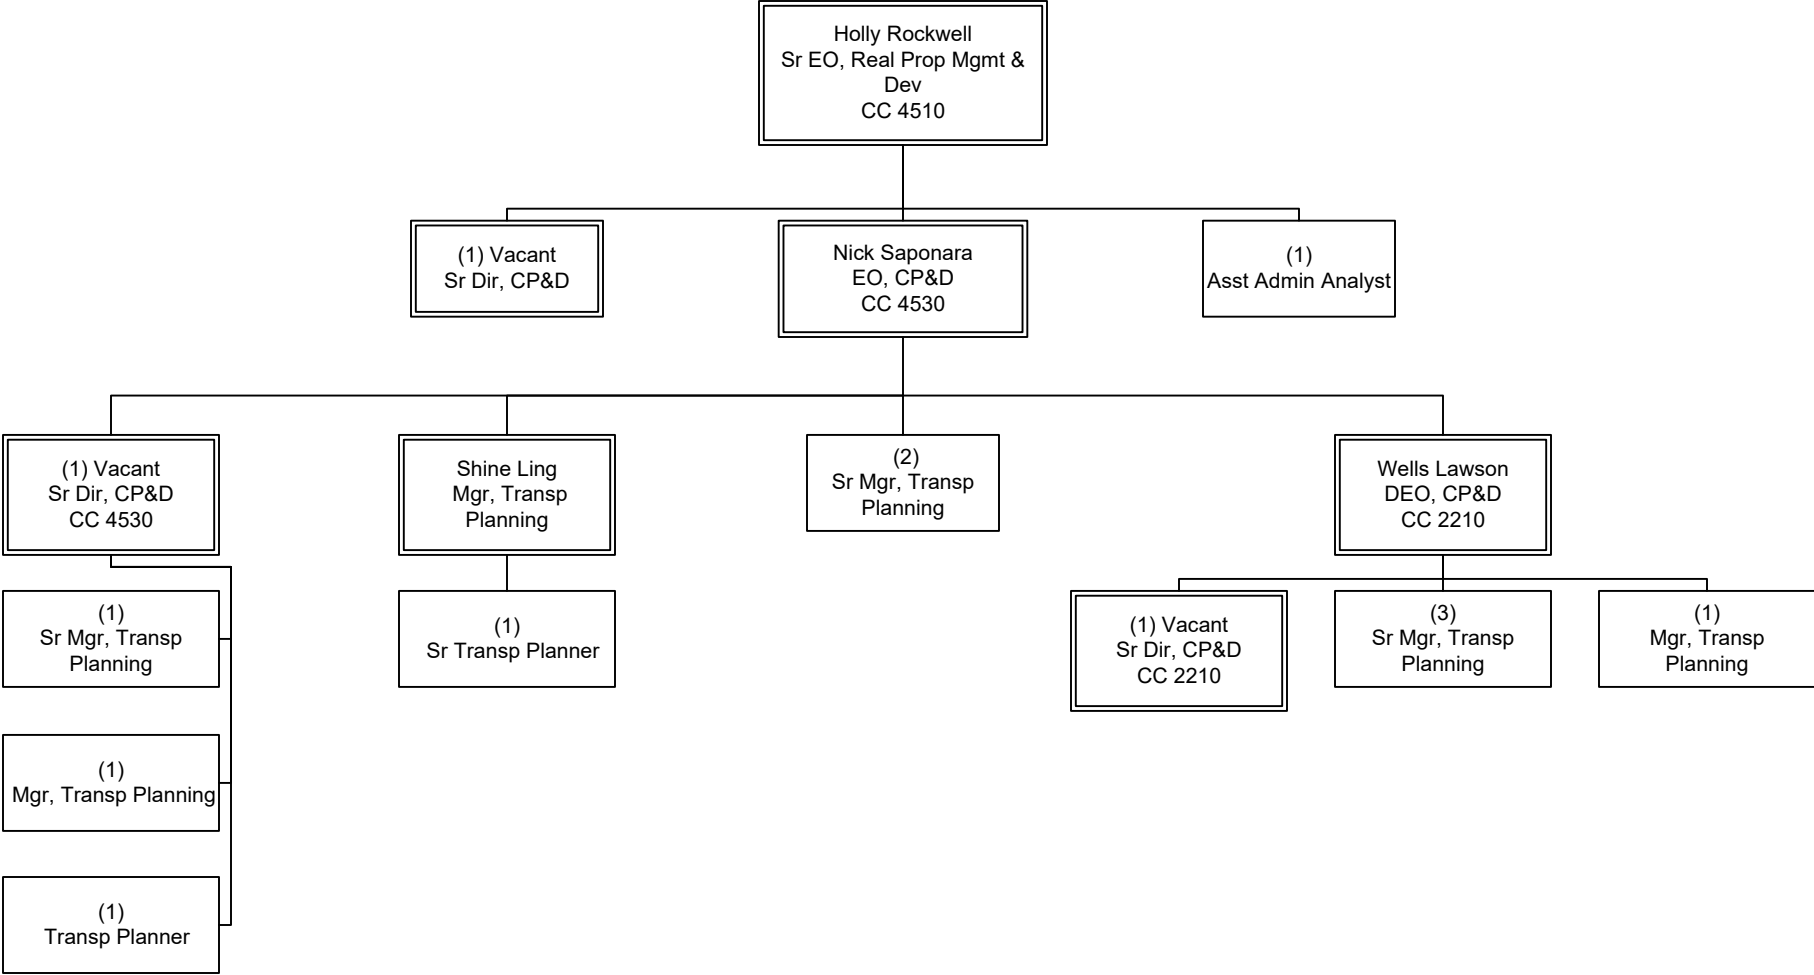 Holly Rockwell
Sr EO, Real Prop Mgmt &
Dev
CC 4510
(1) Vacant
Sr Dir, CP&D
Nick Saponara
EO, CP&D
CC 4530
(1)
Asst Admin Analyst
(1) Vacant
Sr Dir, CP&D
CC 4530
Shine Ling
Mgr, Transp
Planning
(2)
Sr Mgr, Transp
Planning
Wells Lawson
DEO, CP&D
CC 2210
(1)
Sr Mgr, Transp
Planning
(1)
Sr Transp Planner
(1) Vacant
Sr Dir, CP&D
CC 2210
(3)
Sr Mgr, Transp
Planning
(1)
Mgr, Transp
Planning
(1)
Mgr, Transp Planning
(1)
Transp Planner